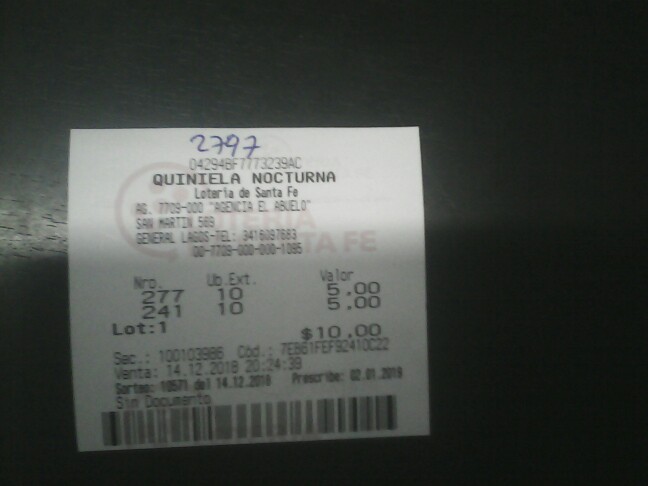 2797
04294BF7773239AC
QUINIELA NOCTURNA
Loteria de Santa Fe
AG. 7709-000 "AGENCIA EL ABUELO"
SAN MARTIN 569
GENERAL LAGOS-TEL: 3416097683
00-7709-000-000-1085
Nro. Ub.Ext. Valor
277 10 5.00
241 10 5.00
Lot:1 $10.00
Sec.: 100103986 Cód.: 7EB61FEF92410C22
Venta: 14.12.2018 20:24:39
Sorteo: 10571 del 14.12.2018 Prescribe: 02.01.2019
Sin Documento